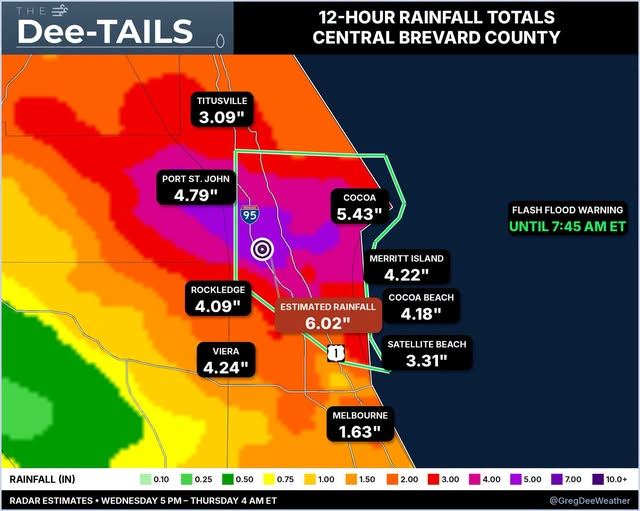 THE
Dee-TAILS
12-HOUR RAINFALL TOTALS
CENTRAL BREVARD COUNTY
TITUSVILLE
3.09"
PORT ST. JOHN
4.79"
95
COCOA
5.43"
FLASH FLOOD WARNING
UNTIL 7:45 AM ET
MERRITT ISLAND
4.22"
ROCKLEDGE
4.09"
COCOA BEACH
4.18"
ESTIMATED RAINFALL
6.02"
SATELLITE BEACH
3.31"
1
VIERA
4.24"
MELBOURNE
1.63"
RAINFALL (IN) 0.10 0.25 0.50 0.75 1.00 1.50 2.00 3.00 4.00 5.00 7.00 10.0+
RADAR ESTIMATES • WEDNESDAY 5 PM – THURSDAY 4 AM ET
@GregDeeWeather